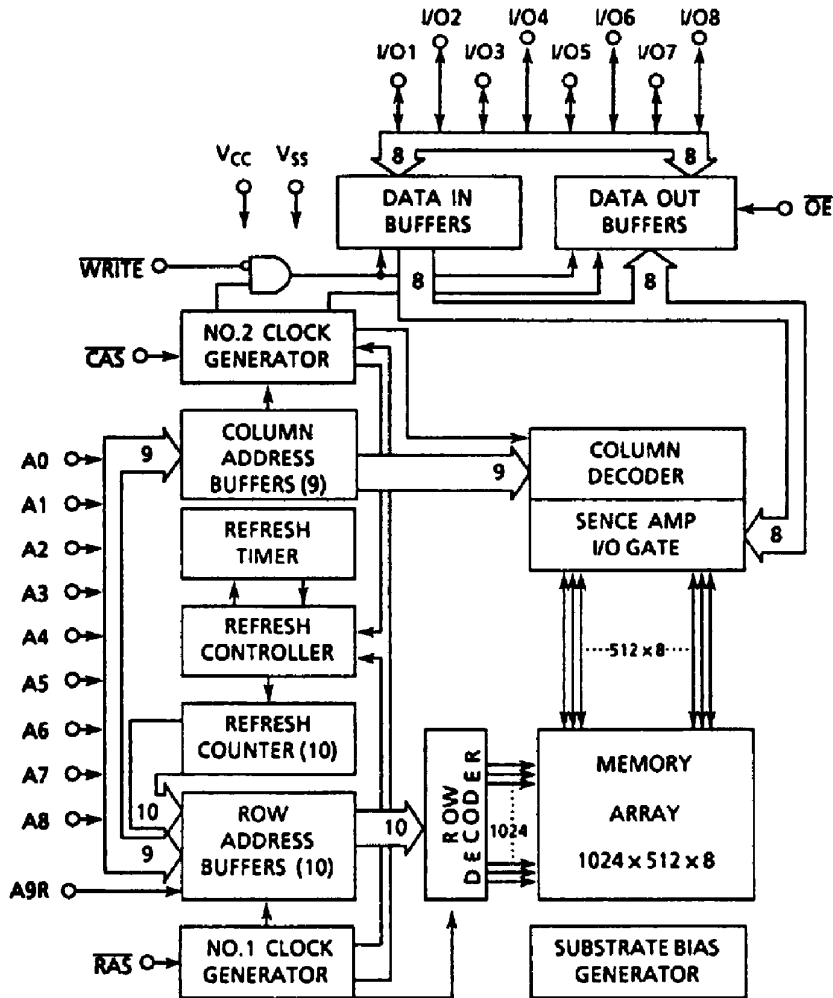 I/O2 I/O4 I/O6 I/O8
I/O1 I/O3 I/O5 I/O7
8 8
VCC VSS
DATA IN
BUFFERS
DATA OUT
BUFFERS
OE
WRITE
8 8
NO.2 CLOCK
GENERATOR
CAS
COLUMN
ADDRESS
BUFFERS (9)
9
9
COLUMN
DECODER
SENCE AMP
I/O GATE
8
A0
A1
A2
A3
A4
A5
A6
A7
A8
A9R
REFRESH
TIMER
REFRESH
CONTROLLER
512 x 8
REFRESH
COUNTER (10)
10
9
ROW
ADDRESS
BUFFERS (10)
10
ROW
DECODER
1024
MEMORY
ARRAY
1024 x 512 x 8
RAS
NO.1 CLOCK
GENERATOR
SUBSTRATE BIAS
GENERATOR